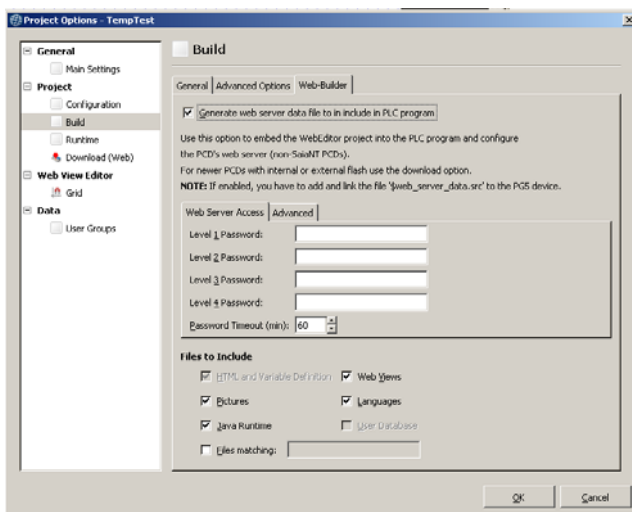 Project Options - TempTest
General
Main Settings
Project
Configuration
Build
Runtime
Download (Web)
Web View Editor
Grid
Data
User Groups
Build
General Advanced Options Web-Builder
Generate web server data file to in include in PLC program
Use this option to embed the WebEditor project into the PLC program and configure
the PCD's web server (non-SaiaNT PCDs).
For newer PCDs with internal or external flash use the download option.
NOTE: If enabled, you have to add and link the file '$web_server_data.src' to the PG5 device.
Web Server Access Advanced
Level 1 Password:
Level 2 Password:
Level 3 Password:
Level 4 Password:
Password Timeout (min): 60
Files to Include
HTML and Variable Definition Web Views
Pictures Languages
Java Runtime User Database
Files matching:
OK Cancel